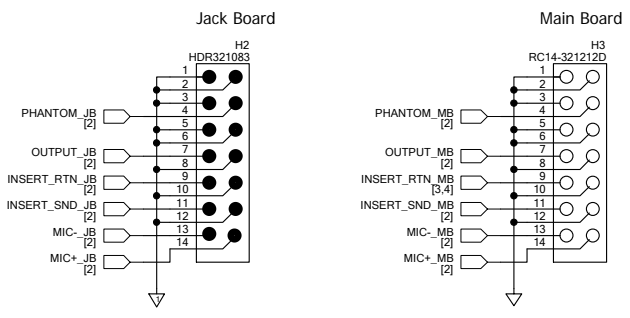 Jack Board
H2
HDR321083
1
2
3
PHANTOM_JB
4
[2]
5
6
OUTPUT_JB
7
[2]
8
INSERT_RTN_JB
9
[2]
10
INSERT_SND_JB
11
[2]
12
MIC-_JB
13
[2]
14
MIC+_JB
[2]
1
Main Board
H3
RC14-321212D
1
2
3
PHANTOM_MB
4
[2]
5
6
OUTPUT_MB
7
[2]
8
INSERT_RTN_MB
9
[3,4]
10
INSERT_SND_MB
11
[2]
12
MIC-_MB
13
[2]
14
MIC+_MB
[2]